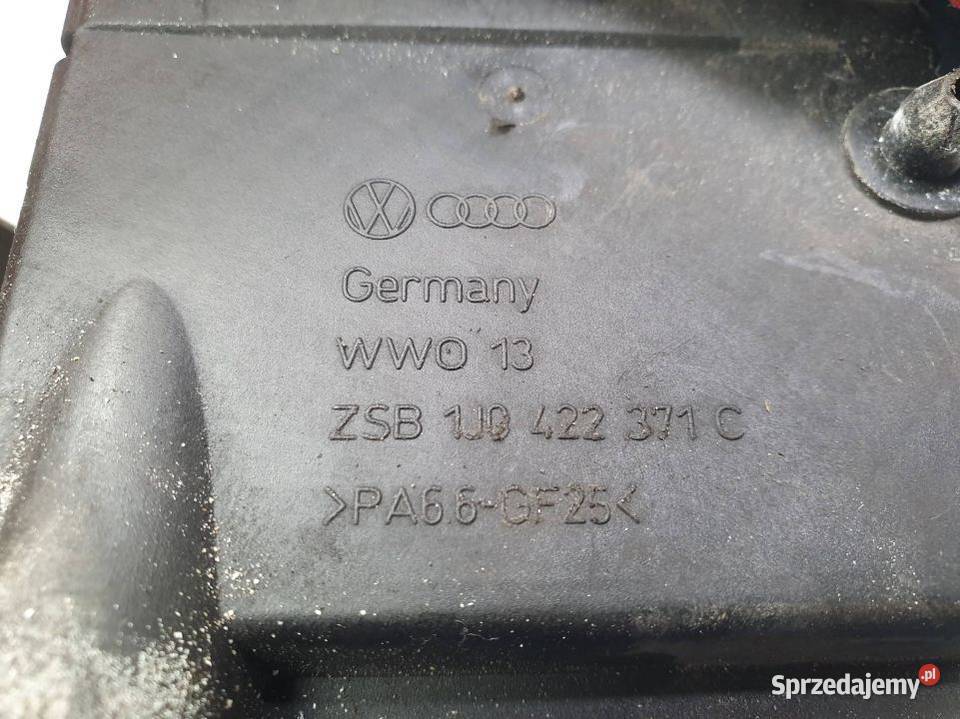 Germany
WWO 13
ZSB 1J0 422 371 C
>PA6.6-GF25<
Sprzedajemy.pl